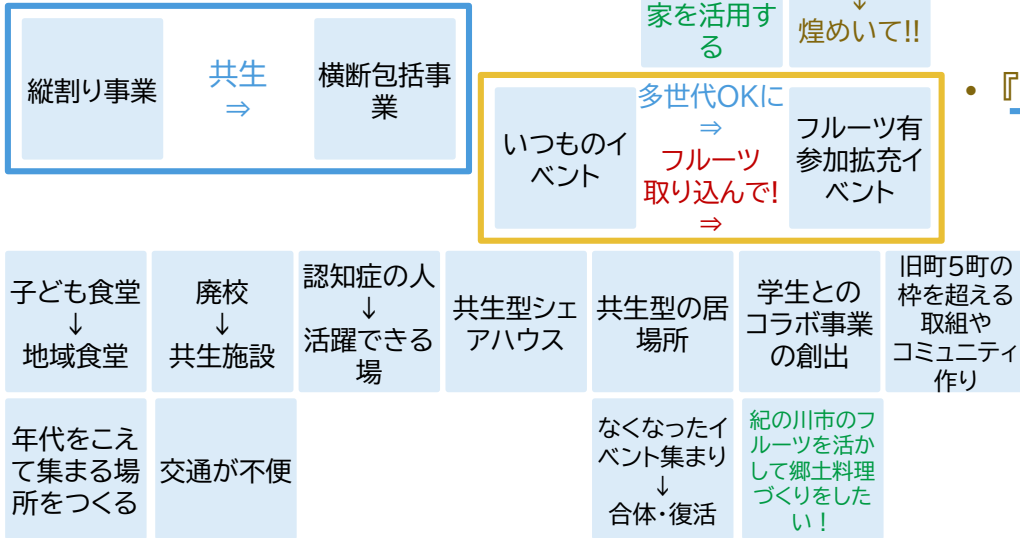 家を活用す
る
↓
煌めいて!!
縦割り事業
共生
⇒
横断包括事
業
いつものイ
ベント
多世代OKに
⇒
フルーツ
取り込んで!
⇒
フルーツ有
参加拡充イ
ベント
・『
子ども食堂
↓
地域食堂
廃校
↓
共生施設
認知症の人
↓
活躍できる
場
共生型シェ
アハウス
共生型の居
場所
学生との
コラボ事業
の創出
旧町5町の
枠を超える
取組や
コミュニティ
作り
年代をこえ
て集まる場
所をつくる
交通が不便
なくなったイ
ベント集まり
↓
合体・復活
紀の川市のフ
ルーツを活か
して郷土料理
づくりをした
い！